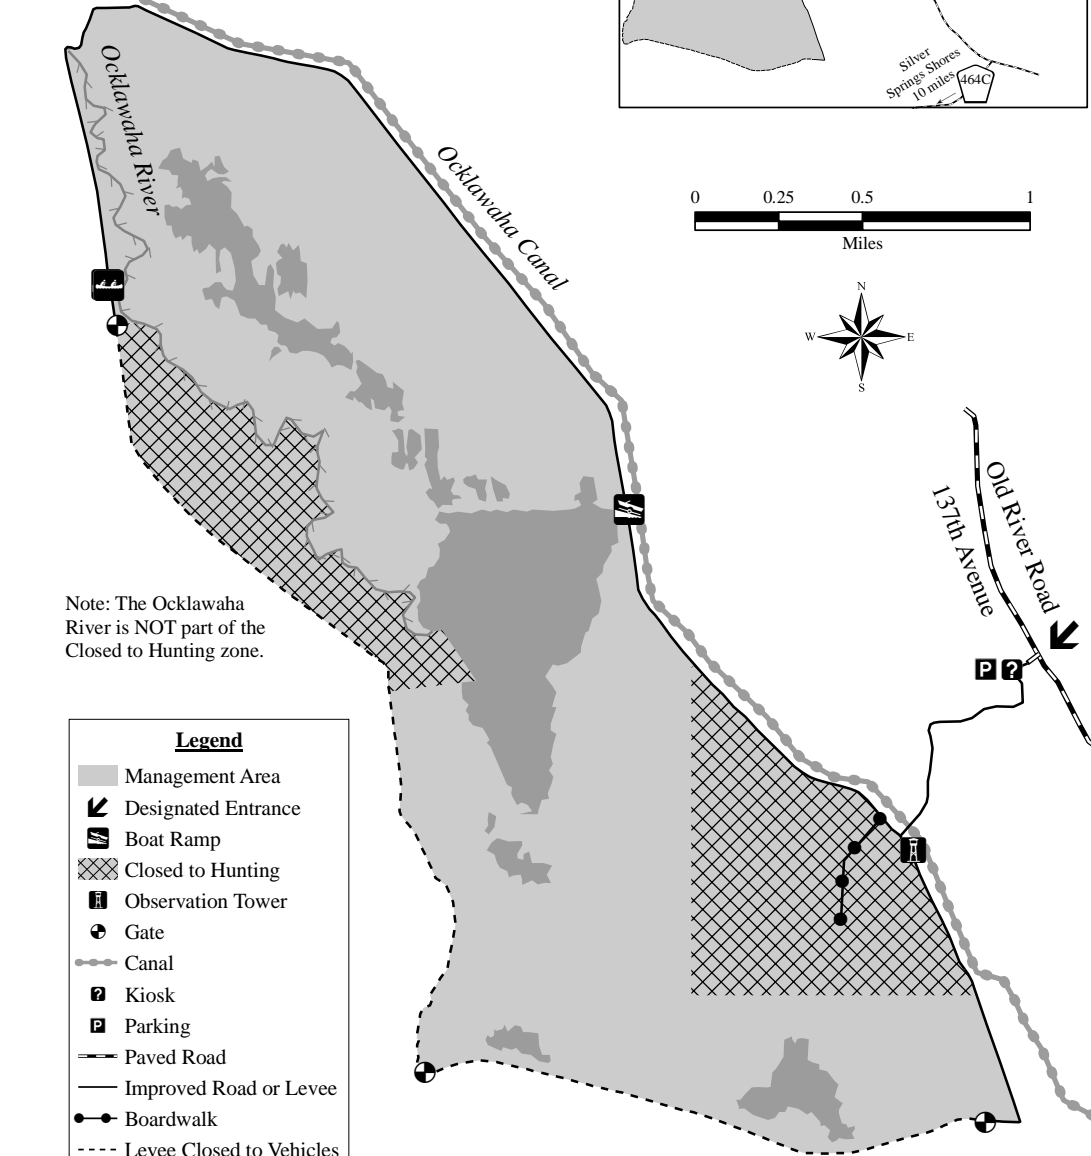 Silver
Springs Shores
10 miles
464C
Ocklawaha River
Ocklawaha Canal
0 0.25 0.5 1
Miles
N
W E
S
Old River Road
137th Avenue
P ?
Note: The Ocklawaha
River is NOT part of the
Closed to Hunting zone.
Legend
Management Area
Designated Entrance
Boat Ramp
Closed to Hunting
Observation Tower
Gate
Canal
? Kiosk
P Parking
Paved Road
Improved Road or Levee
Boardwalk
Levee Closed to Vehicles